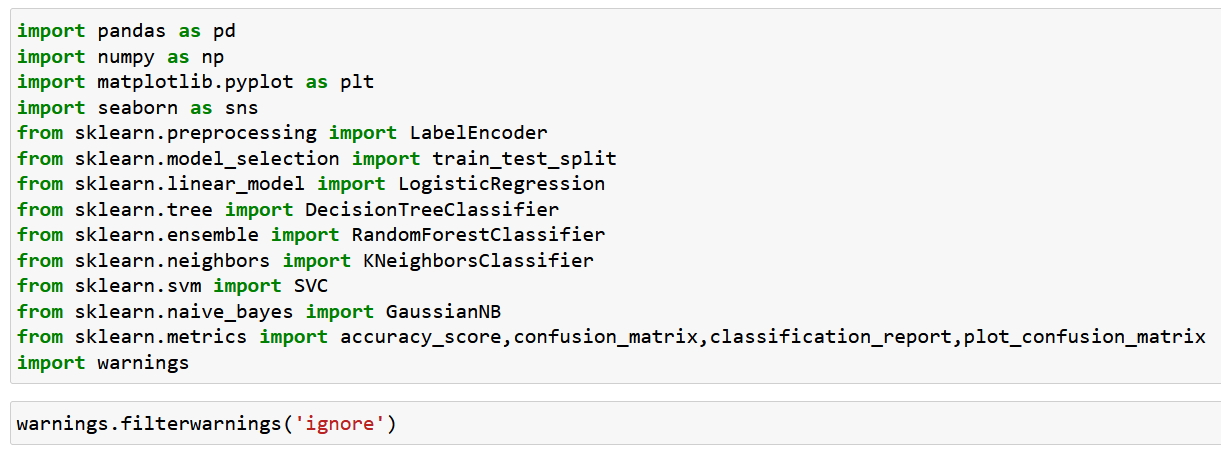 import pandas as pd
import numpy as np
import matplotlib.pyplot as plt
import seaborn as sns
from sklearn.preprocessing import LabelEncoder
from sklearn.model_selection import train_test_split
from sklearn.linear_model import LogisticRegression
from sklearn.tree import DecisionTreeClassifier
from sklearn.ensemble import RandomForestClassifier
from sklearn.neighbors import KNeighborsClassifier
from sklearn.svm import SVC
from sklearn.naive_bayes import GaussianNB
from sklearn.metrics import accuracy_score,confusion_matrix,classification_report,plot_confusion_matrix
import warnings
warnings.filterwarnings('ignore')